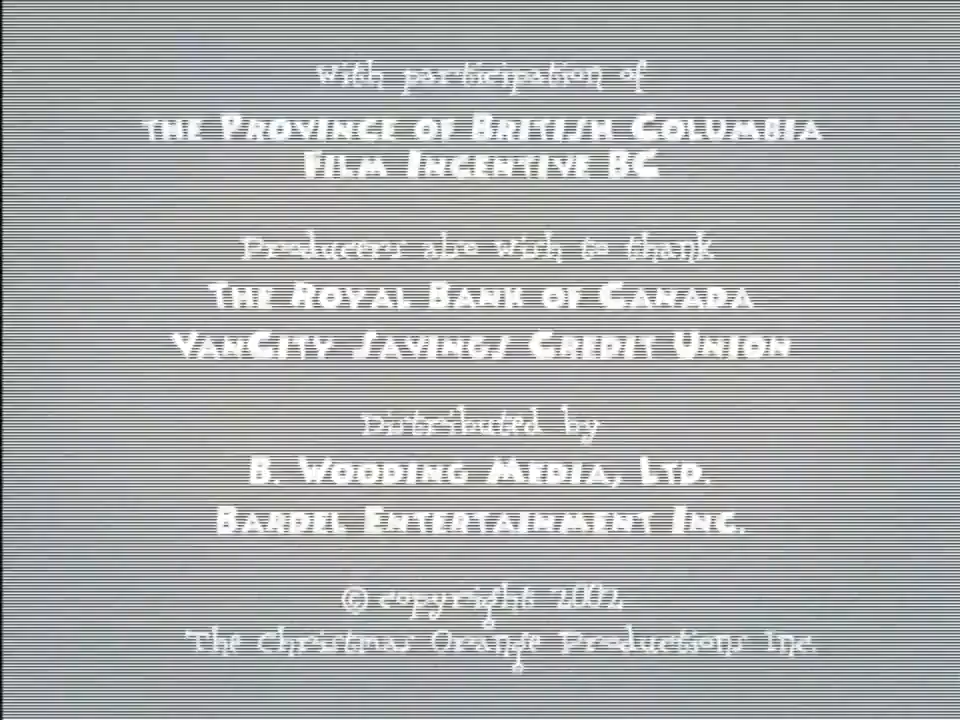 with participation of
THE PROVINCE OF BRITISH COLUMBIA
FILM INCENTIVE BC
Producers also wish to thank
THE ROYAL BANK OF CANADA
VANCITY SAVINGS CREDIT UNION
Distributed by
B. WOODING MEDIA, LTD.
BARDEL ENTERTAINMENT INC.
© copyright 2002
The Christmas Orange Productions Inc.